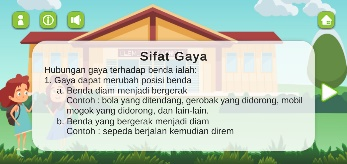 Sifat Gaya
Hubungan gaya terhadap benda ialah:
1. Gaya dapat merubah posisi benda
a. Benda diam menjadi bergerak
Contoh : bola yang ditendang, gerobak yang didorong, mobil
mogok yang didorong, dan lain-lain.
b. Benda yang bergerak menjadi diam
Contoh : sepeda berjalan kemudian direm